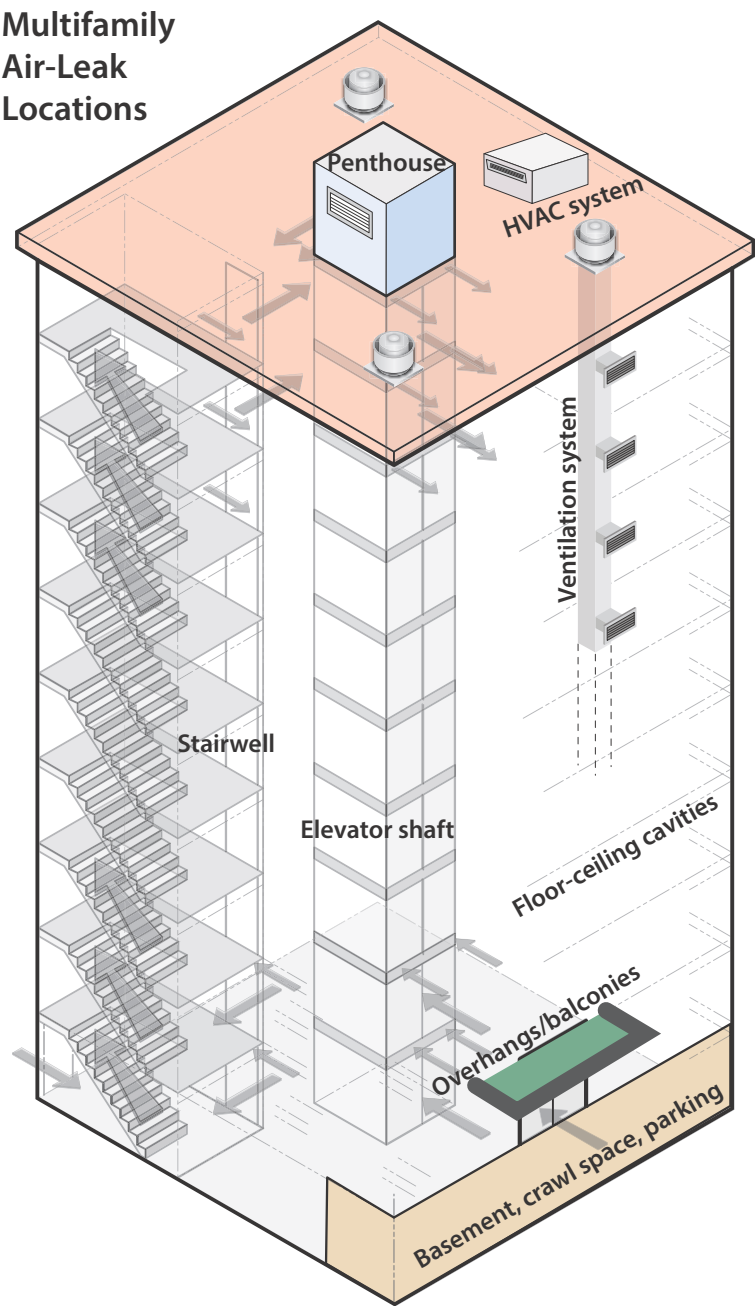 Multifamily
Air-Leak
Locations
Penthouse
HVAC system
Ventilation system
Stairwell
Elevator shaft
Floor-ceiling cavities
Overhangs/balconies
Basement, crawl space, parking